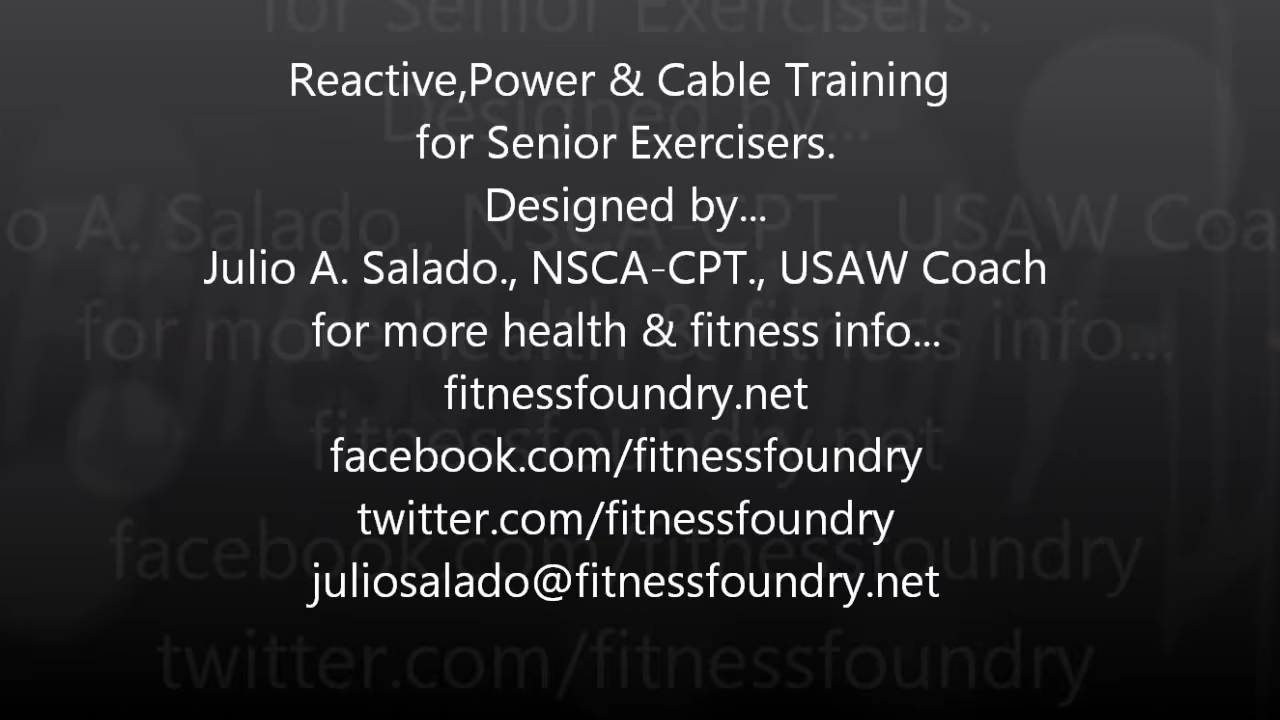 Reactive,Power & Cable Training
for Senior Exercisers.
Designed by...
Julio A. Salado., NSCA-CPT., USAW Coach
for more health & fitness info...
fitnessfoundry.net
facebook.com/fitnessfoundry
twitter.com/fitnessfoundry
juliosalado@fitnessfoundry.net